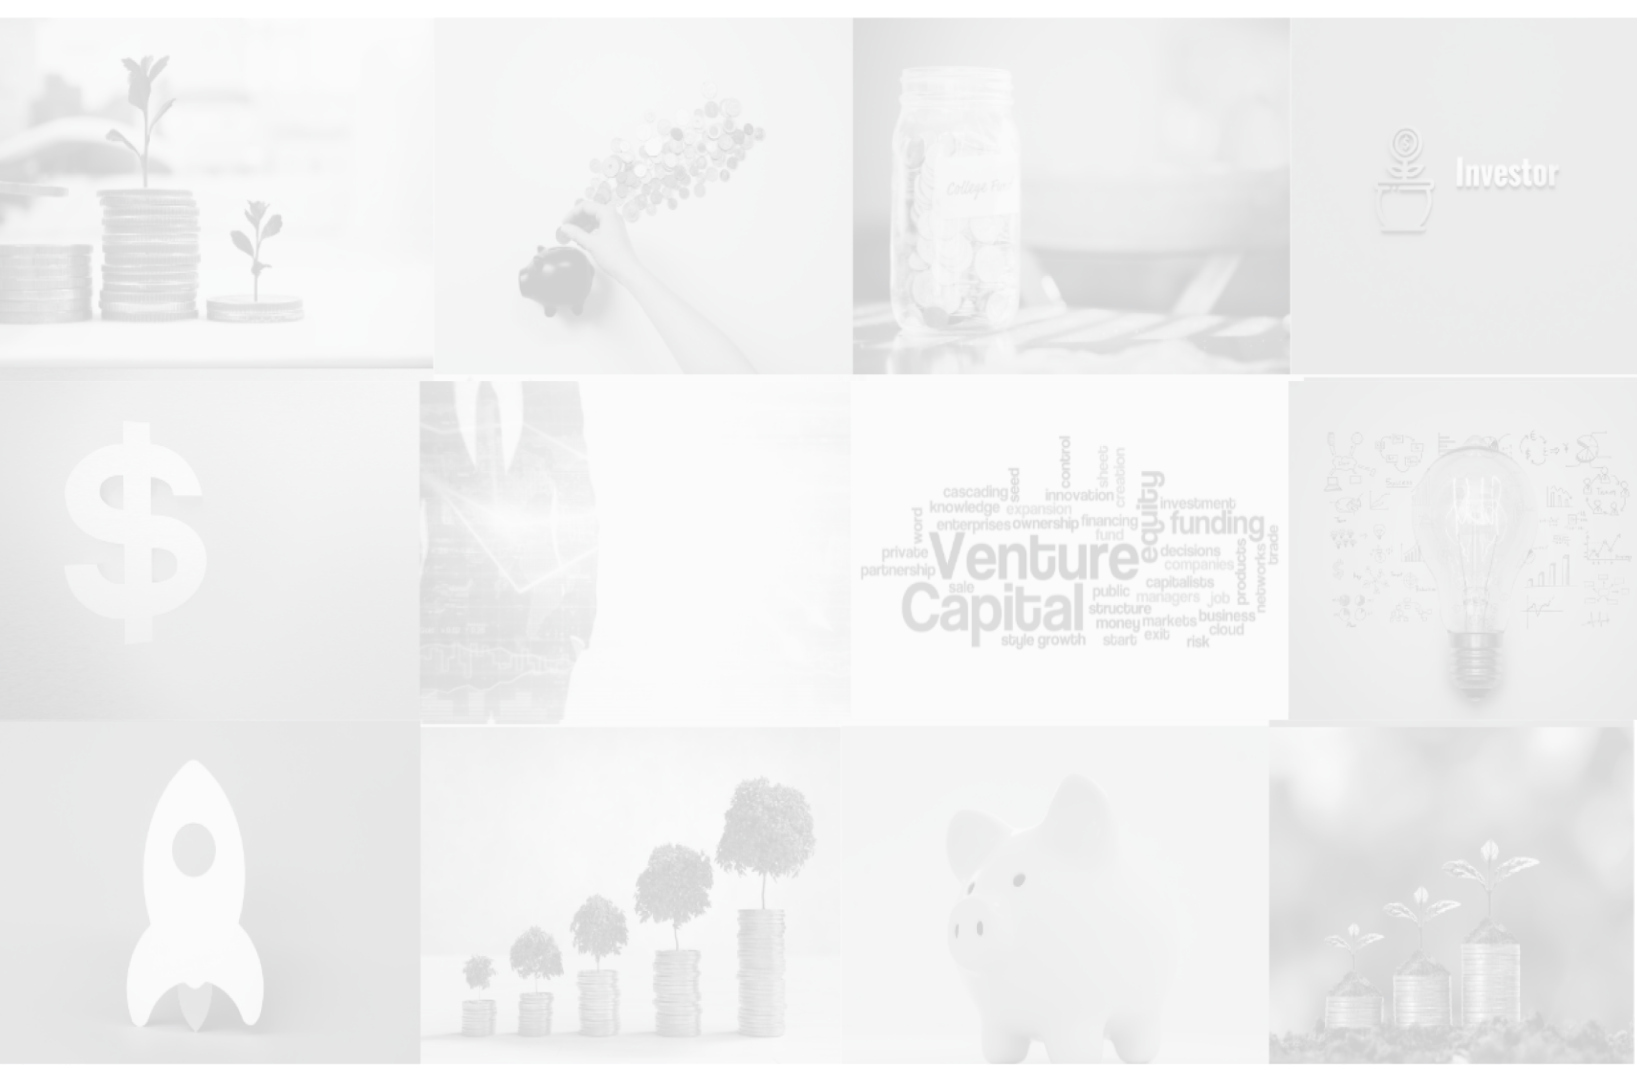 College Fund
Investor
control
sheet
creation
seed
equity
cascading
innovation
investment
knowledge
expansion
word
enterprises
ownership
financing
funding
fund
trade
private
Venture
decisions
partnership
companies
products
networks
sale
capitalists
Capital
public
managers
job
structure
business
money
markets
cloud
style
growth
start
exit
risk